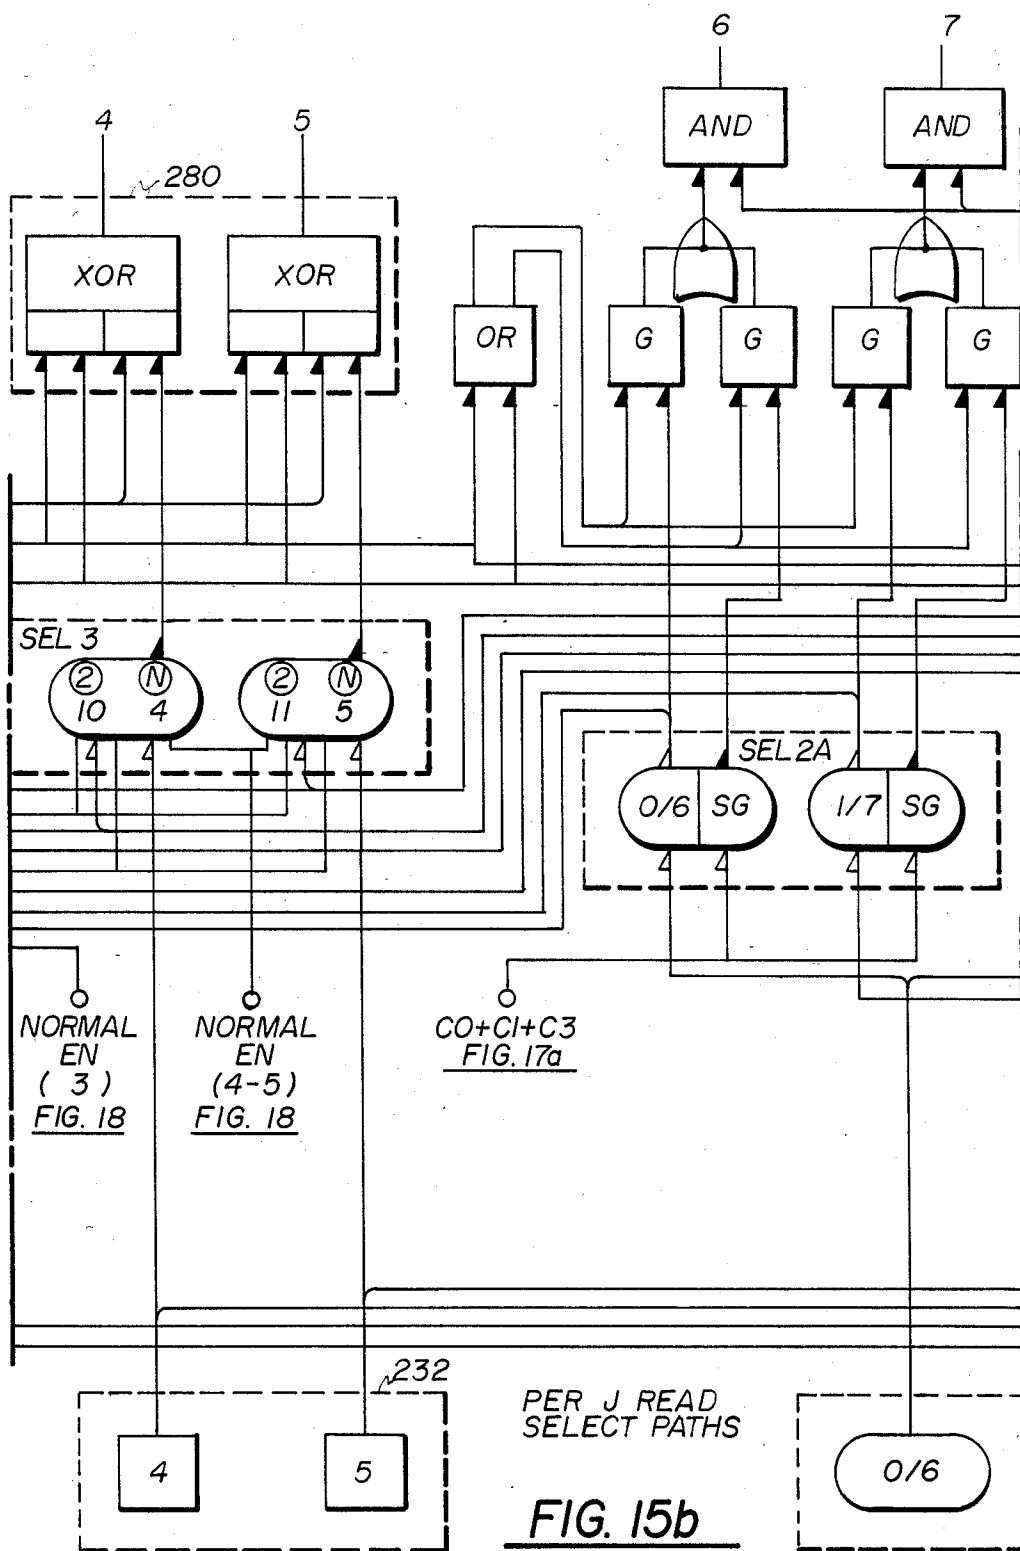 6 7
AND AND
4 5
280
XOR XOR
OR G G G G
SEL 3
2 N 2 N
10 4 11 5
SEL 2A
0/6 SG 1/7 SG
NORMAL
EN
( 3 )
FIG. 18
NORMAL
EN
(4-5)
FIG. 18
C0+C1+C3
FIG. 17a
232
4 5
PER J READ
SELECT PATHS
0/6
FIG. 15b